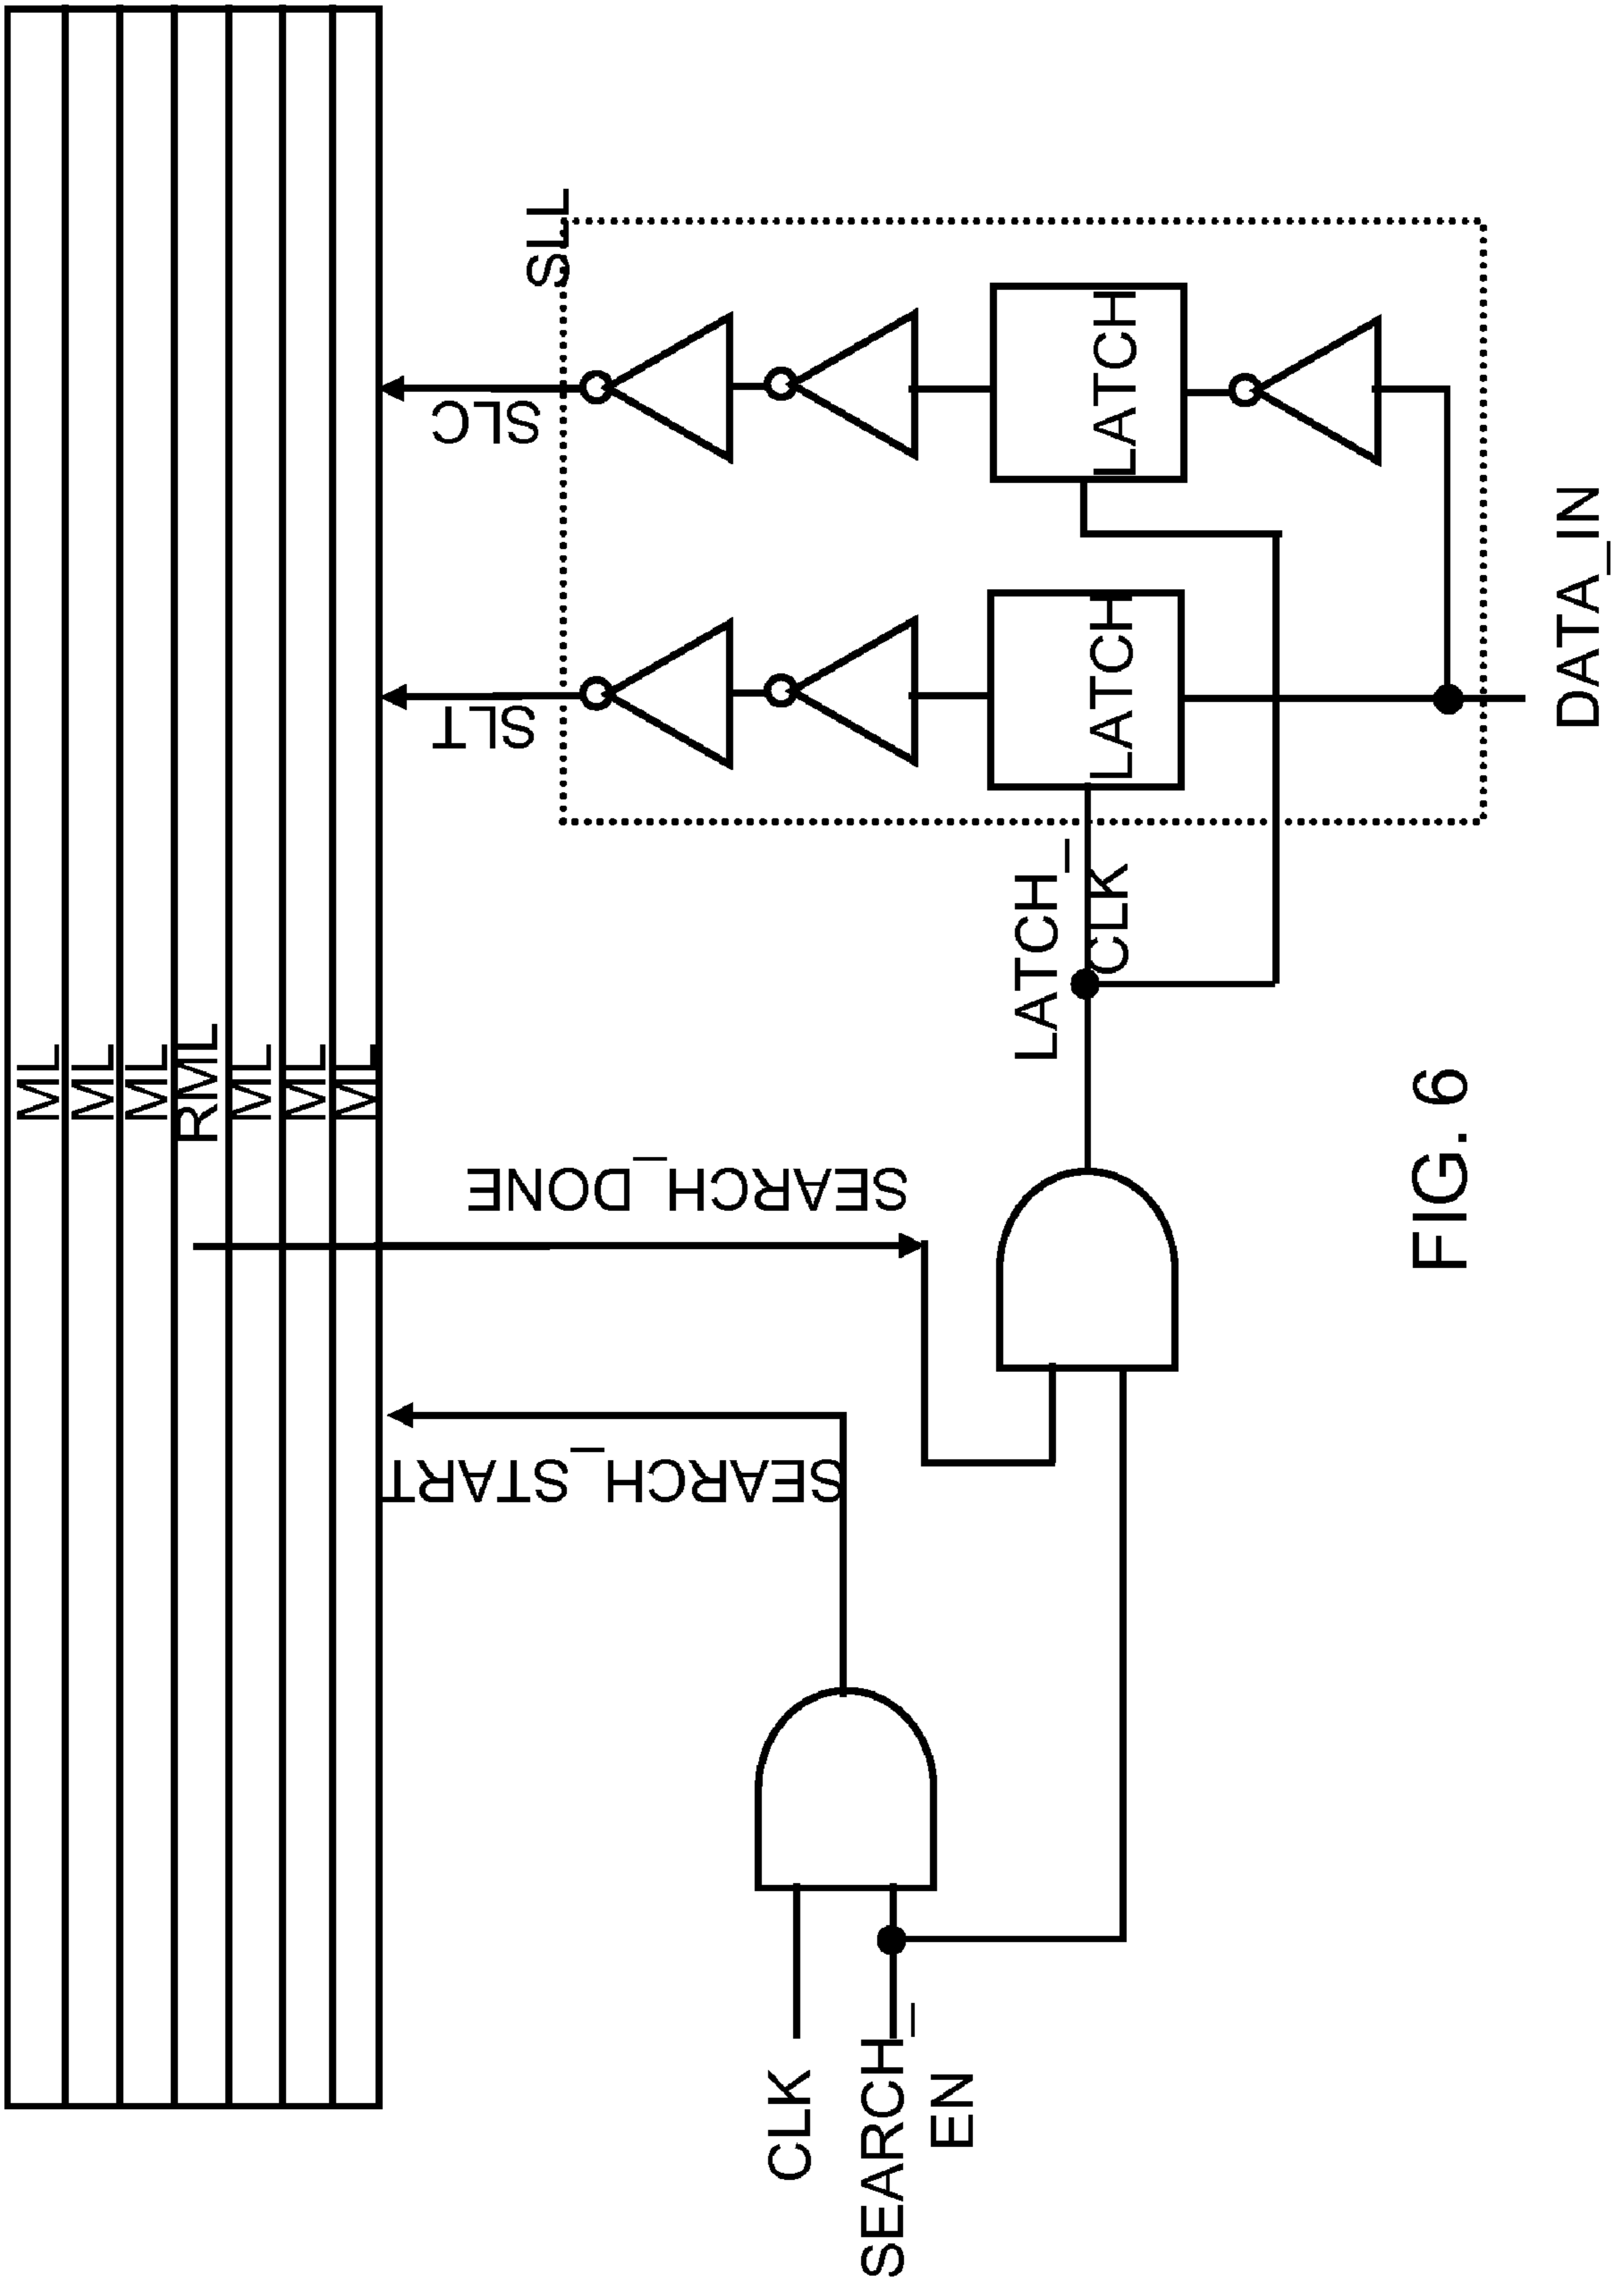 ML
ML
ML
RML
ML
ML
ML
SEARCH_START
SEARCH_DONE
SLT
SLC
SLL
CLK
SEARCH_
EN
LATCH_
CLK
LATCH
LATCH
DATA_IN
FIG. 6